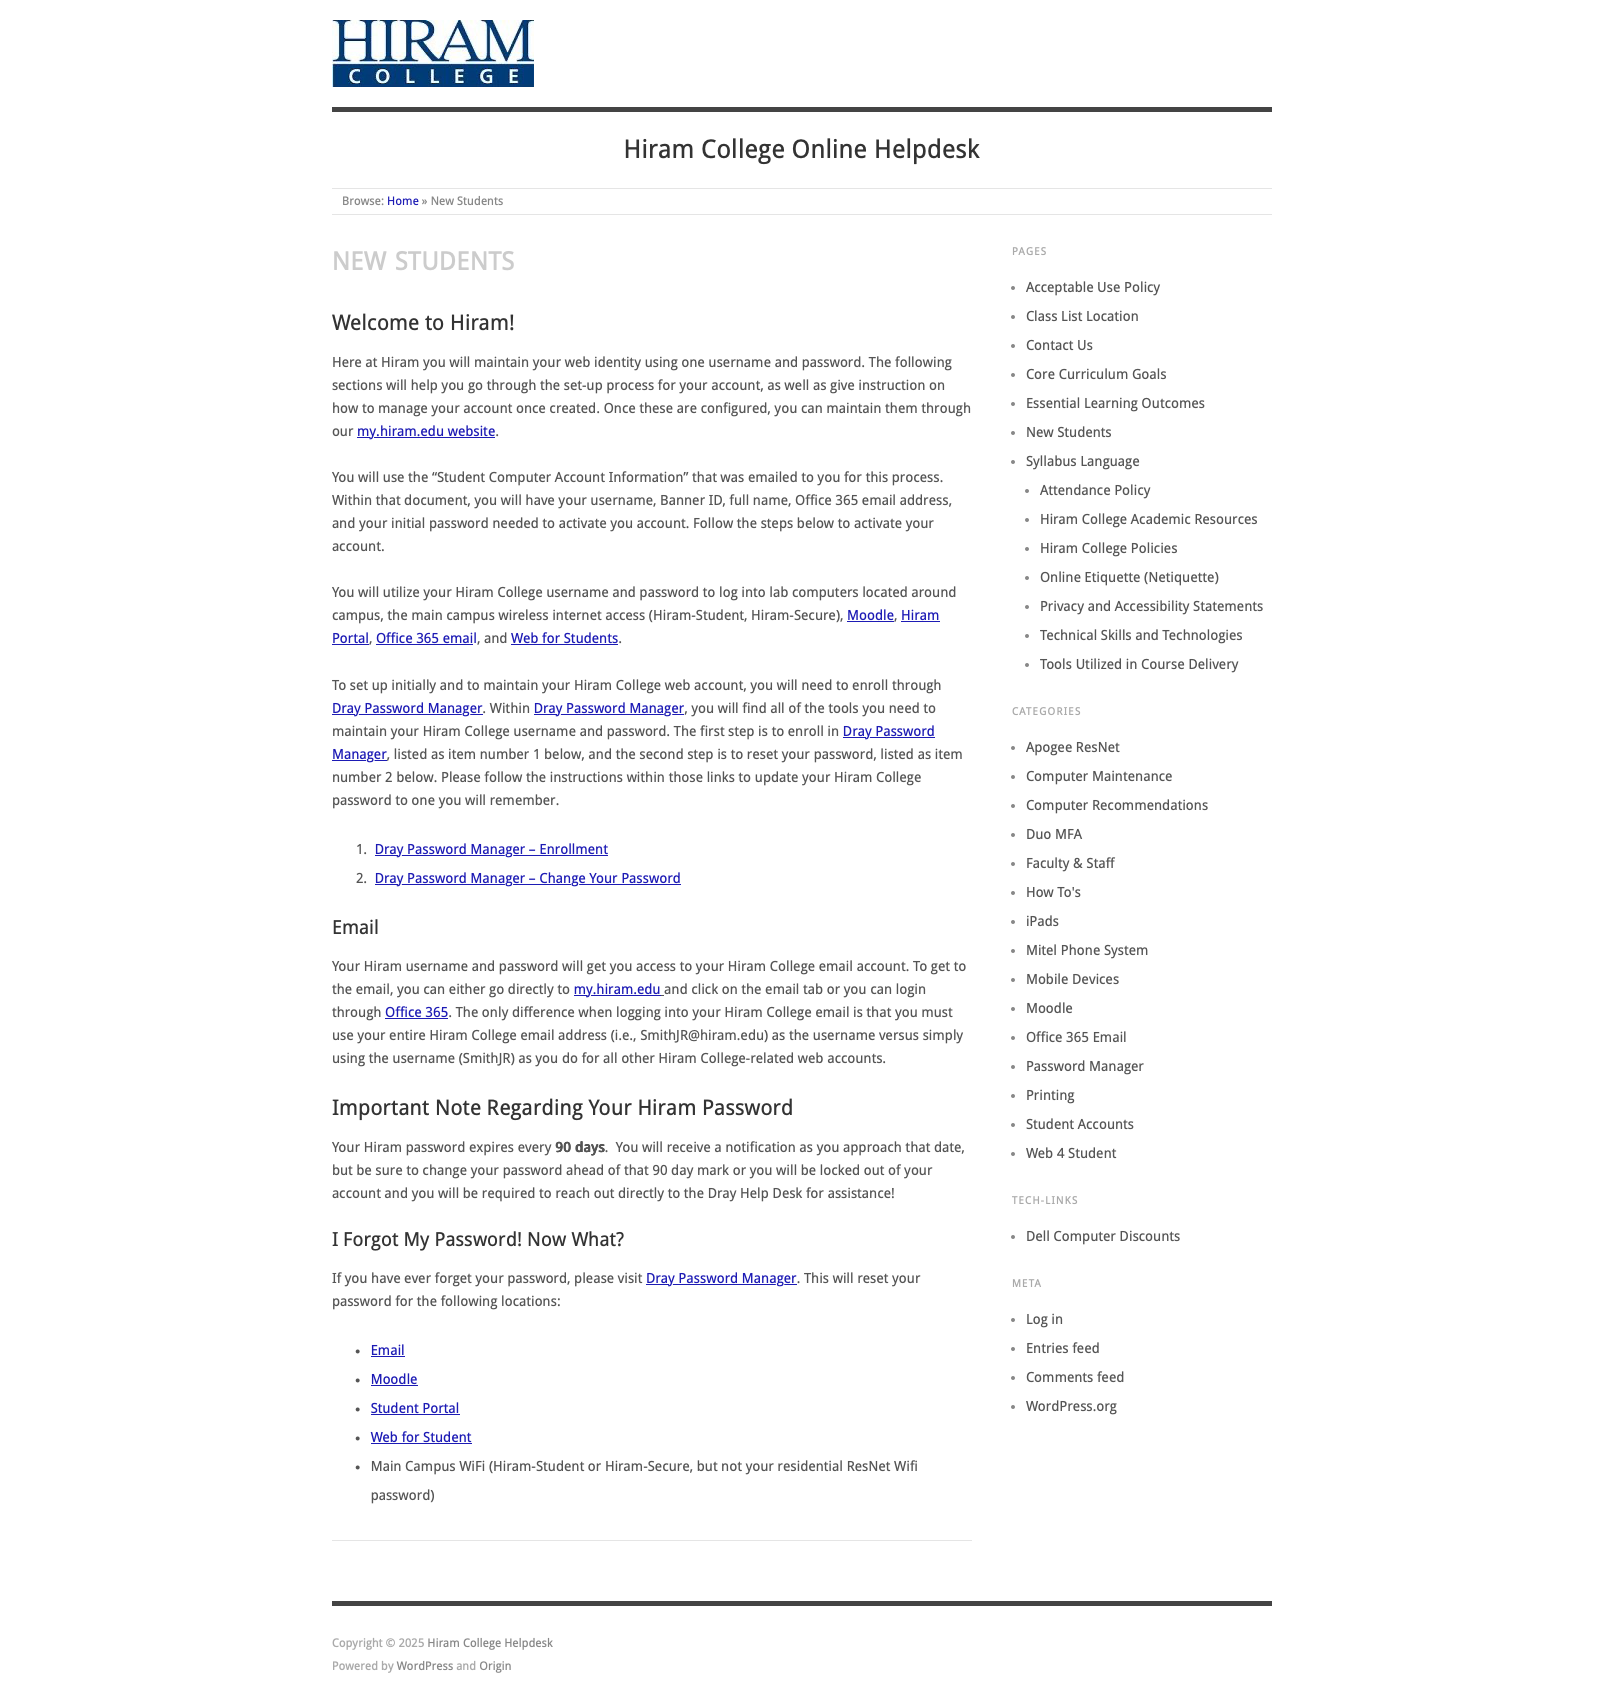 HIRAM
COLLEGE
Hiram College Online Helpdesk
Browse: Home » New Students
NEW STUDENTS
Welcome to Hiram!
Here at Hiram you will maintain your web identity using one username and password. The following
sections will help you go through the set-up process for your account, as well as give instruction on
how to manage your account once created. Once these are configured, you can maintain them through
our my.hiram.edu website.
You will use the “Student Computer Account Information” that was emailed to you for this process.
Within that document, you will have your username, Banner ID, full name, Office 365 email address,
and your initial password needed to activate you account. Follow the steps below to activate your
account.
You will utilize your Hiram College username and password to log into lab computers located around
campus, the main campus wireless internet access (Hiram-Student, Hiram-Secure), Moodle, Hiram
Portal, Office 365 email, and Web for Students.
To set up initially and to maintain your Hiram College web account, you will need to enroll through
Dray Password Manager. Within Dray Password Manager, you will find all of the tools you need to
maintain your Hiram College username and password. The first step is to enroll in Dray Password
Manager, listed as item number 1 below, and the second step is to reset your password, listed as item
number 2 below. Please follow the instructions within those links to update your Hiram College
password to one you will remember.
1. Dray Password Manager – Enrollment
2. Dray Password Manager – Change Your Password
Email
Your Hiram username and password will get you access to your Hiram College email account. To get to
the email, you can either go directly to my.hiram.edu and click on the email tab or you can login
through Office 365. The only difference when logging into your Hiram College email is that you must
use your entire Hiram College email address (i.e., SmithJR@hiram.edu) as the username versus simply
using the username (SmithJR) as you do for all other Hiram College-related web accounts.
Important Note Regarding Your Hiram Password
Your Hiram password expires every 90 days.  You will receive a notification as you approach that date,
but be sure to change your password ahead of that 90 day mark or you will be locked out of your
account and you will be required to reach out directly to the Dray Help Desk for assistance!
I Forgot My Password! Now What?
If you have ever forget your password, please visit Dray Password Manager. This will reset your
password for the following locations:
• Email
• Moodle
• Student Portal
• Web for Student
• Main Campus WiFi (Hiram-Student or Hiram-Secure, but not your residential ResNet Wifi
password)
PAGES
• Acceptable Use Policy
• Class List Location
• Contact Us
• Core Curriculum Goals
• Essential Learning Outcomes
• New Students
• Syllabus Language
• Attendance Policy
• Hiram College Academic Resources
• Hiram College Policies
• Online Etiquette (Netiquette)
• Privacy and Accessibility Statements
• Technical Skills and Technologies
• Tools Utilized in Course Delivery
CATEGORIES
• Apogee ResNet
• Computer Maintenance
• Computer Recommendations
• Duo MFA
• Faculty & Staff
• How To's
• iPads
• Mitel Phone System
• Mobile Devices
• Moodle
• Office 365 Email
• Password Manager
• Printing
• Student Accounts
• Web 4 Student
TECH-LINKS
• Dell Computer Discounts
META
• Log in
• Entries feed
• Comments feed
• WordPress.org
Copyright © 2025 Hiram College Helpdesk
Powered by WordPress and Origin